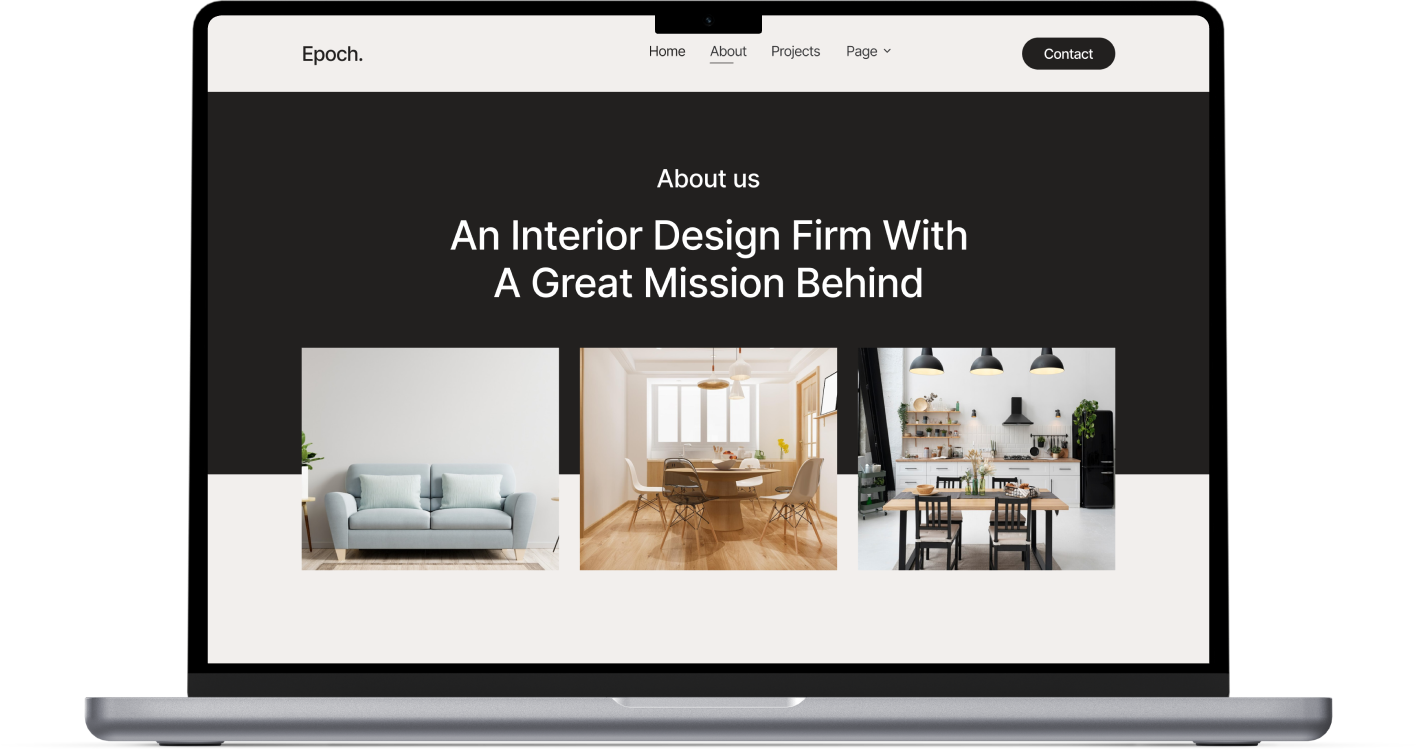 Epoch.
Home About Projects Page
Contact
About us
An Interior Design Firm With
A Great Mission Behind